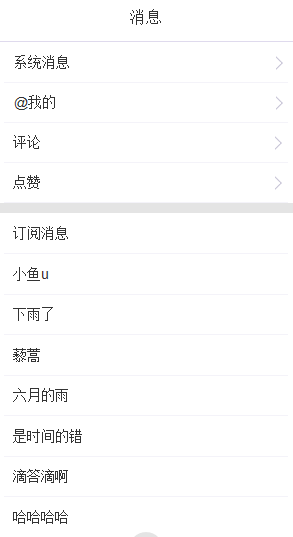 消息
系统消息
@我的
评论
点赞
订阅消息
小鱼u
下雨了
藜蒿
六月的雨
是时间的错
滴答滴啊
哈哈哈哈